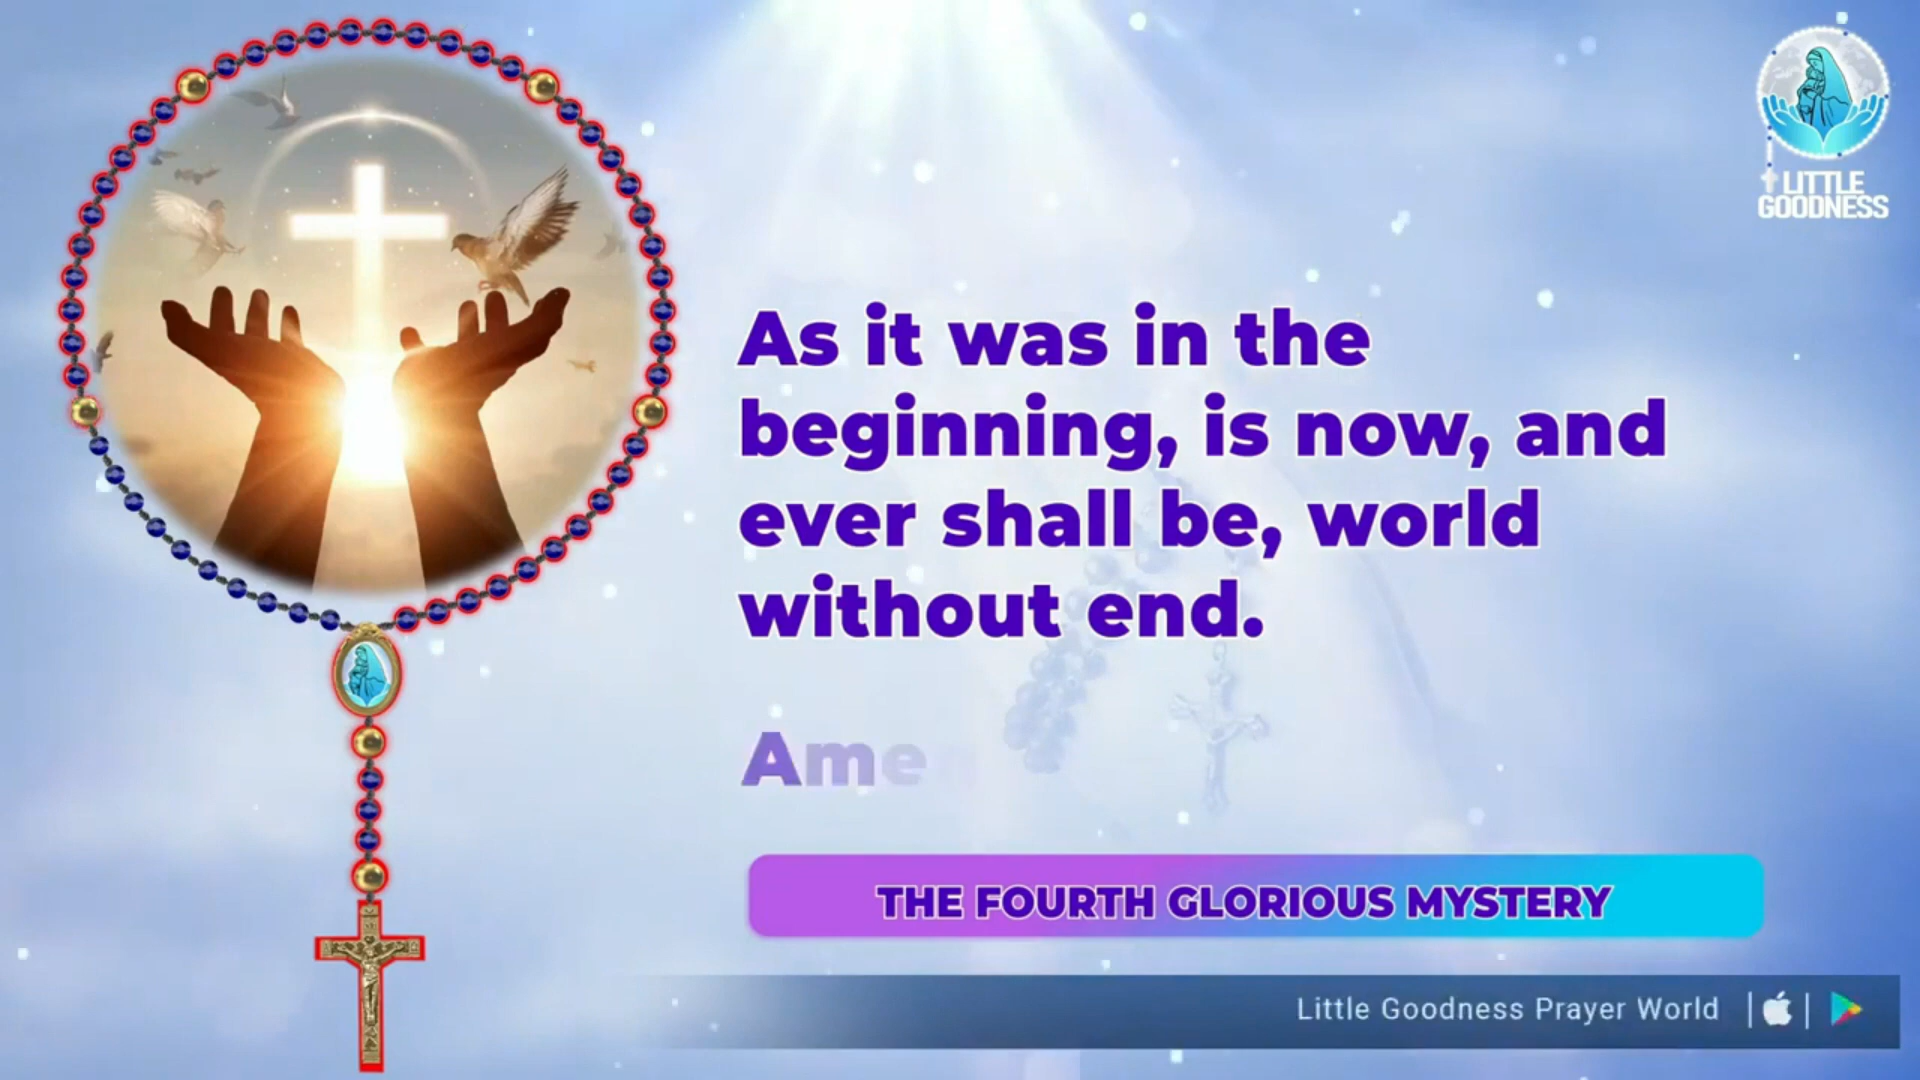 LITTLE
GOODNESS
As it was in the
beginning, is now, and
ever shall be, world
without end.
Amen
THE FOURTH GLORIOUS MYSTERY
Little Goodness Prayer World